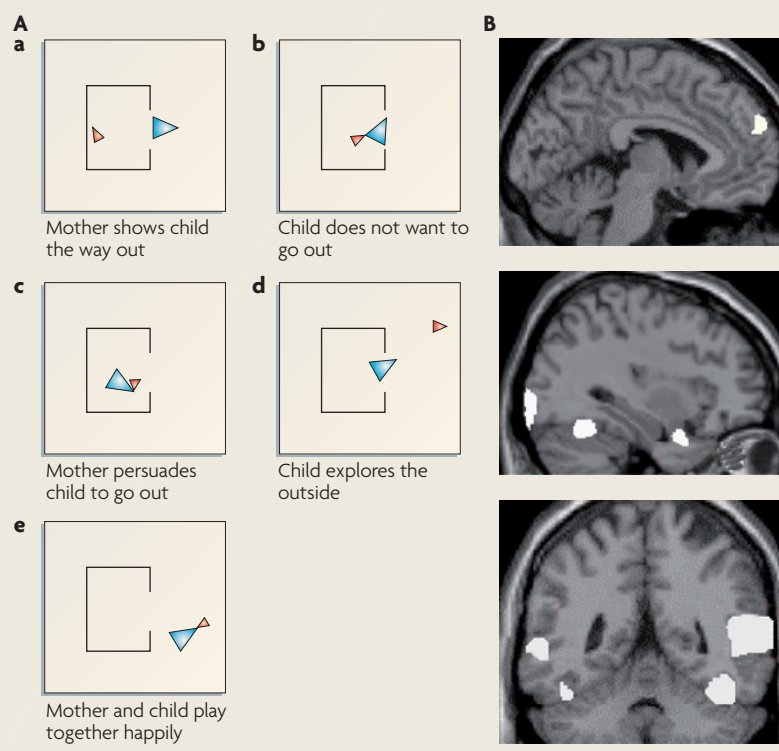 A
a
b
B
Mother shows child
the way out
Child does not want to
go out
c
d
Mother persuades
child to go out
Child explores the
outside
e
Mother and child play
together happily